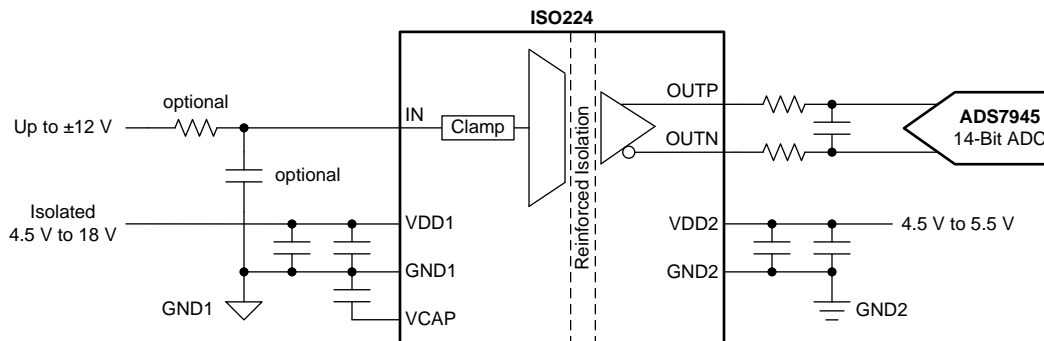 ISO224
optional
Up to ±12 V
IN
Clamp
optional
Isolated
4.5 V to 18 V
VDD1
GND1
GND1
VCAP
Reinforced Isolation
OUTP
OUTN
ADS7945
14-Bit ADC
VDD2
4.5 V to 5.5 V
GND2
GND2